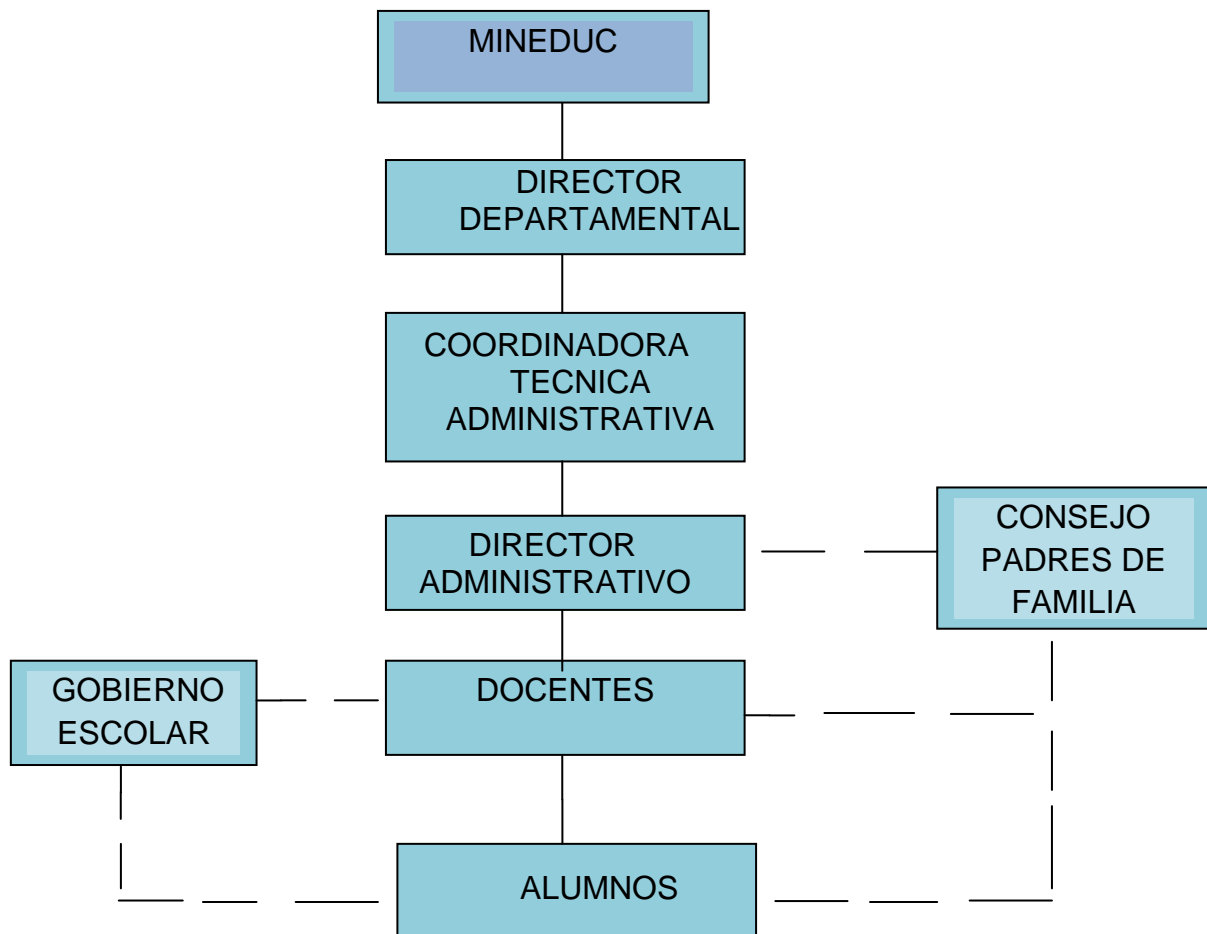 MINEDUC
DIRECTOR
DEPARTAMENTAL
COORDINADORA
TECNICA
ADMINISTRATIVA
DIRECTOR
ADMINISTRATIVO
CONSEJO
PADRES DE
FAMILIA
GOBIERNO
ESCOLAR
DOCENTES
ALUMNOS